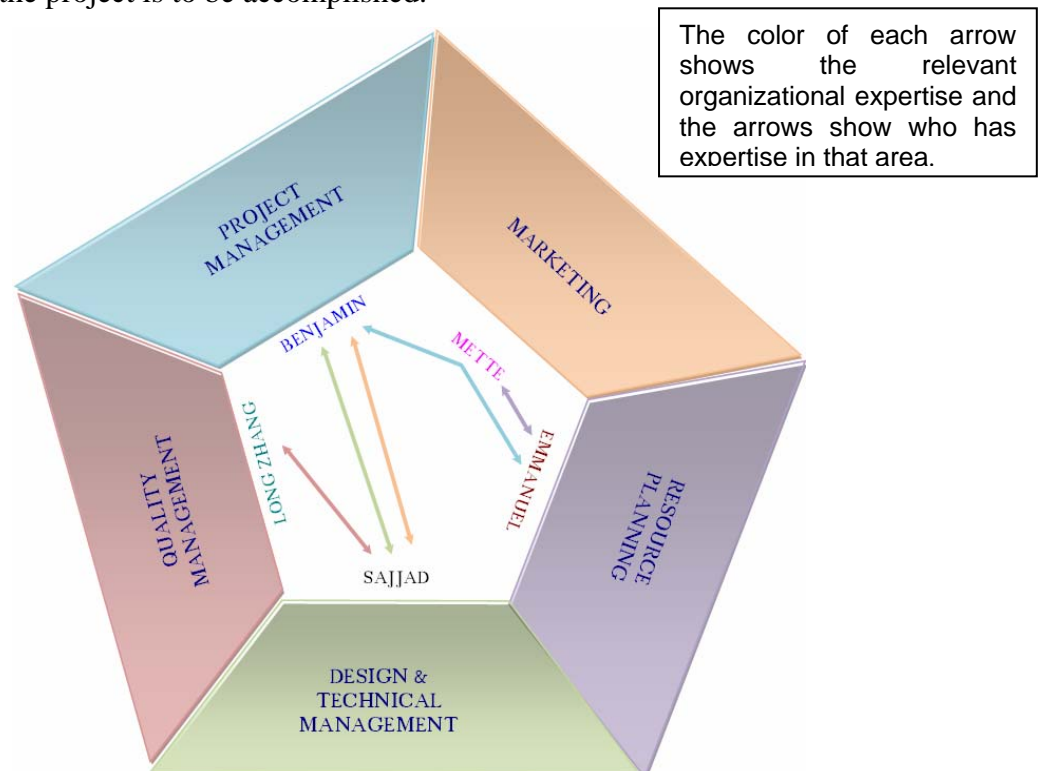 the project is to be accomplished.
The color of each arrow
shows the relevant
organizational expertise and
the arrows show who has
expertise in that area.
PROJECT
MANAGEMENT
MARKETING
BENJAMIN
METTE
LONG ZHANG
EMMANUEL
QUALITY
MANAGEMENT
RESOURCE
PLANNING
SAJJAD
DESIGN &
TECHNICAL
MANAGEMENT